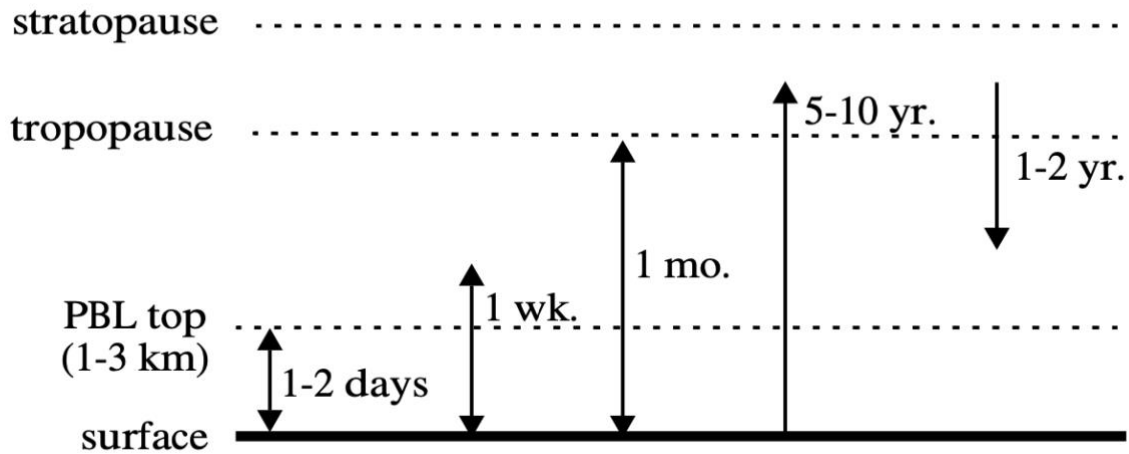 stratopause
5-10 yr.
tropopause
1-2 yr.
1 mo.
PBL top
1 wk.
(1-3 km)
1-2 days
surface